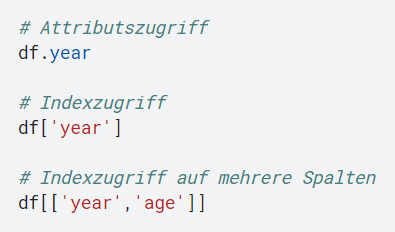 # Attributszugriff
df.year
# Indexzugriff
df['year']
# Indexzugriff auf mehrere Spalten
df[['year','age']]